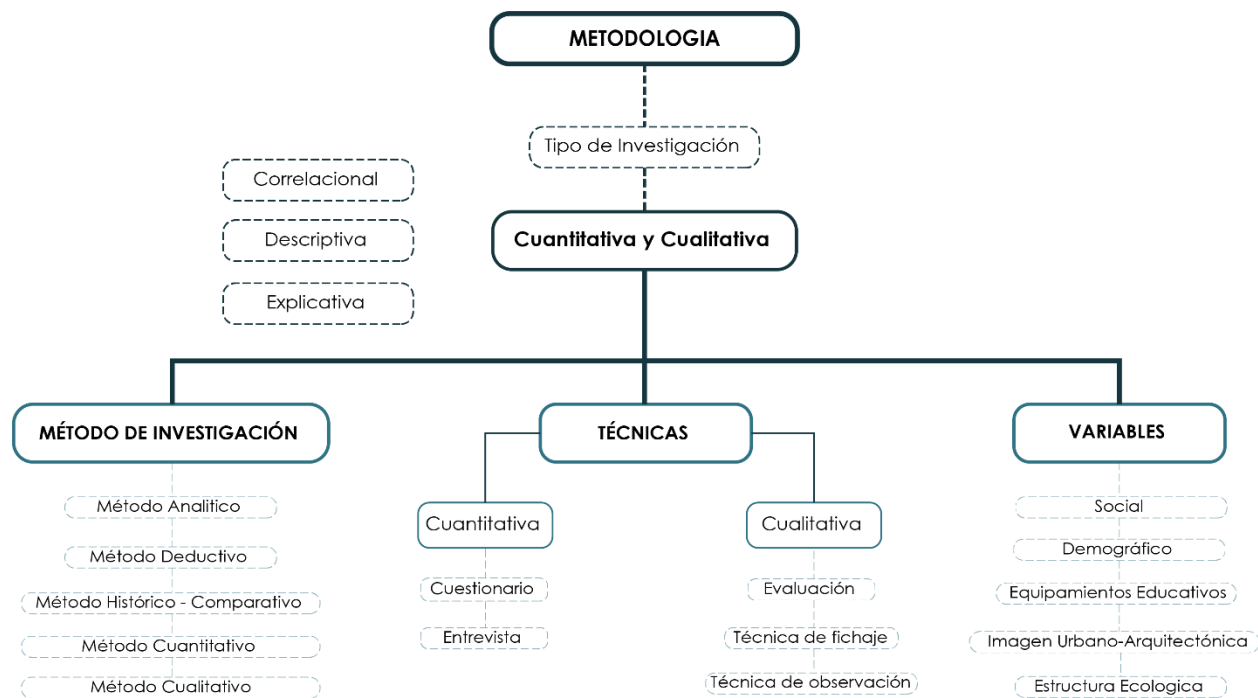 METODOLOGIA
Tipo de Investigación
Correlacional
Descriptiva
Explicativa
Cuantitativa y Cualitativa
MÉTODO DE INVESTIGACIÓN
Método Analitico
Método Deductivo
Método Histórico - Comparativo
Método Cuantitativo
Método Cualitativo
TÉCNICAS
Cuantitativa
Cuestionario
Entrevista
Cualitativa
Evaluación
Técnica de fichaje
Técnica de observación
VARIABLES
Social
Demográfico
Equipamientos Educativos
Imagen Urbano-Arquitectónica
Estructura Ecologica